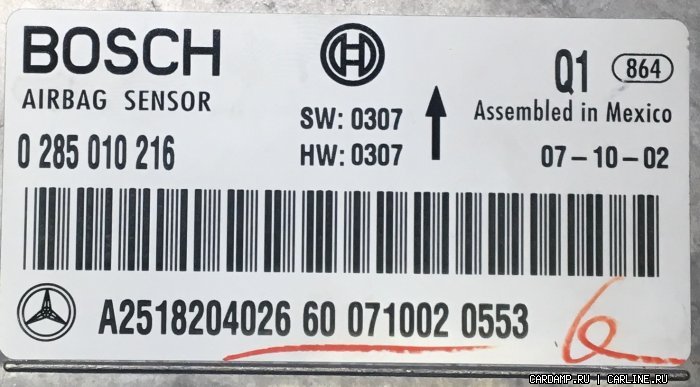 BOSCH
Q1 864
AIRBAG SENSOR
SW: 0307
Assembled in Mexico
0 285 010 216
HW: 0307
07-10-02
A2518204026 60 071002 0553
6
CARDAMP.RU | CARLINE.RU